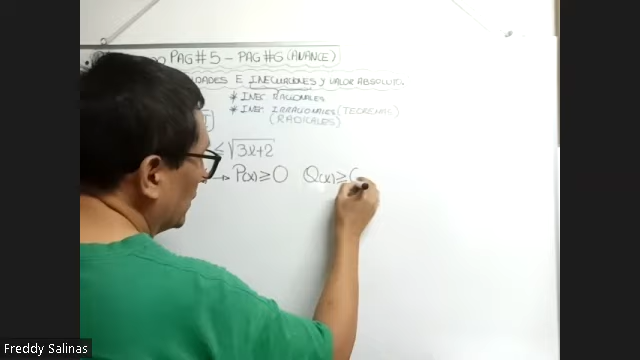 PAG#5 - PAG #6 (AVANCE)
DADES E INECUACIONES Y VALOR ABSOLUTO.
* INEC. RACIONALES
* INEC. IRRACIONALES (TEOREMAS)
(RADICALES)
≤ √3x+2
→ P(x) ≥ 0 Q(x) ≥
Freddy Salinas